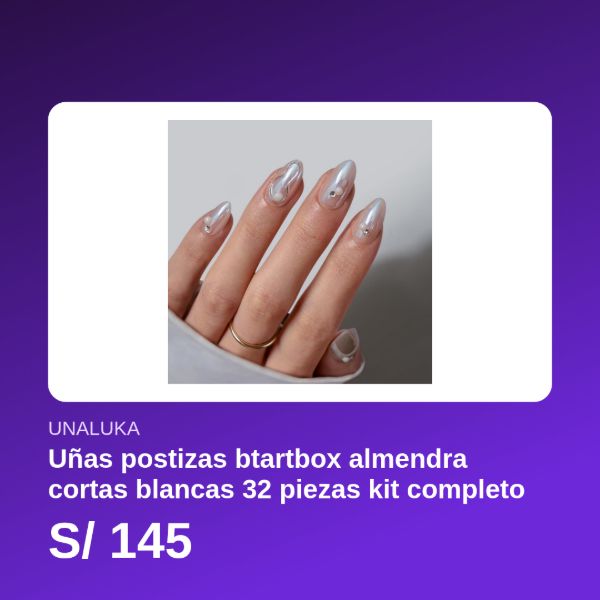 UNALUKA
Uñas postizas btartbox almendra
cortas blancas 32 piezas kit completo
S/ 145